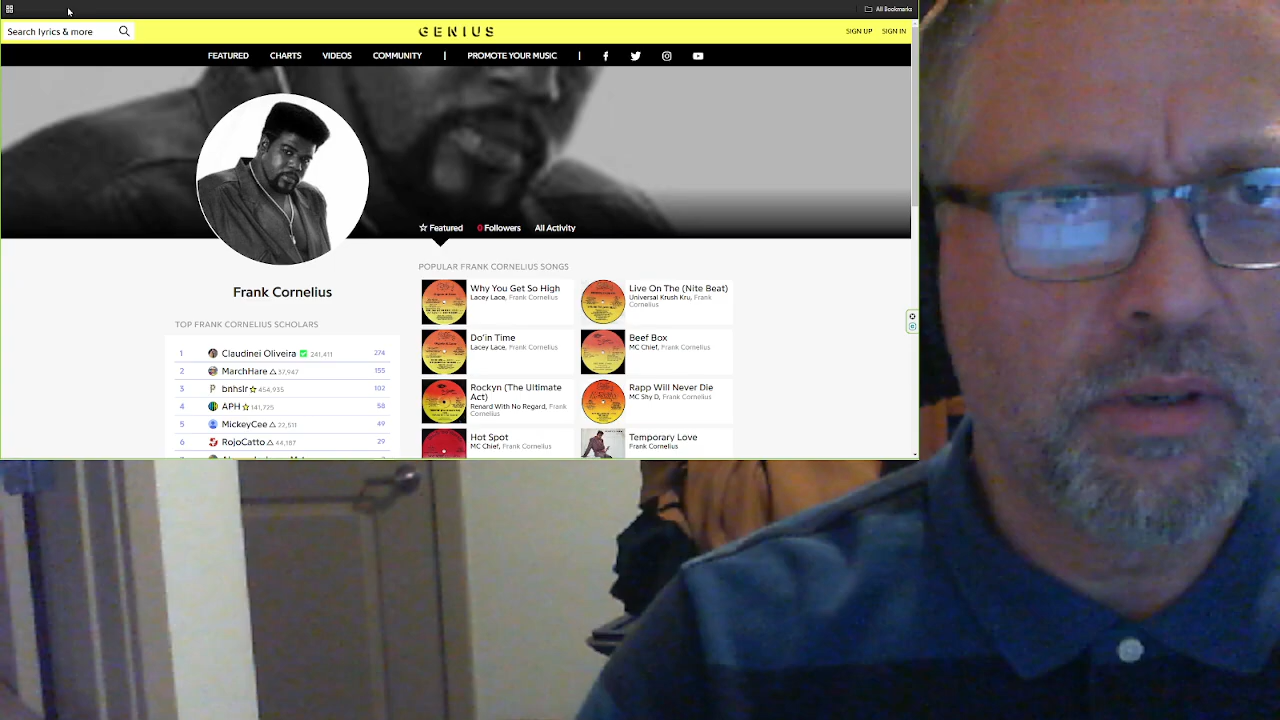 All Bookmarks
Search lyrics & more
GENIUS
SIGN UP SIGN IN
FEATURED CHARTS VIDEOS COMMUNITY | PROMOTE YOUR MUSIC |
Featured 0 Followers All Activity
Frank Cornelius
TOP FRANK CORNELIUS SCHOLARS
1 Claudinei Oliveira 241,411 274
2 MarchHare 37,947 155
3 bnhslr 454,935 102
4 APH 141,725 58
5 MickeyCee 22,511 49
6 RojoCatto 44,187 29
POPULAR FRANK CORNELIUS SONGS
Why You Get So High
Lacey Lace, Frank Cornelius
Live On The (Nite Beat)
Universal Krush Kru, Frank
Cornelius
Do'in Time
Lacey Lace, Frank Cornelius
Beef Box
MC Chief, Frank Cornelius
Rockyn (The Ultimate
Act)
Renard With No Regard, Frank
Cornelius
Rapp Will Never Die
MC Shy D, Frank Cornelius
Hot Spot
MC Chief, Frank Cornelius
Temporary Love
Frank Cornelius